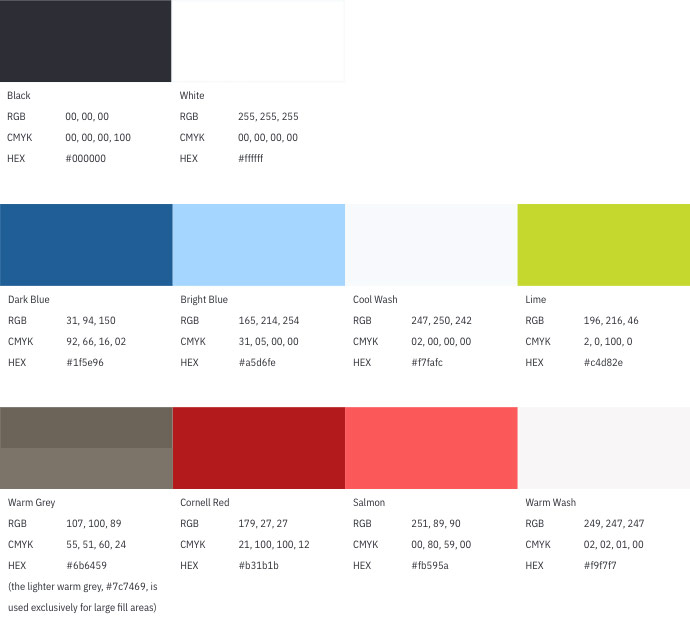 Black
RGB 00, 00, 00
CMYK 00, 00, 00, 100
HEX #000000
White
RGB 255, 255, 255
CMYK 00, 00, 00, 00
HEX #ffffff
Dark Blue
RGB 31, 94, 150
CMYK 92, 66, 16, 02
HEX #1f5e96
Bright Blue
RGB 165, 214, 254
CMYK 31, 05, 00, 00
HEX #a5d6fe
Cool Wash
RGB 247, 250, 242
CMYK 02, 00, 00, 00
HEX #f7fafc
Lime
RGB 196, 216, 46
CMYK 2, 0, 100, 0
HEX #c4d82e
Warm Grey
RGB 107, 100, 89
CMYK 55, 51, 60, 24
HEX #6b6459
(the lighter warm grey, #7c7469, is
used exclusively for large fill areas)
Cornell Red
RGB 179, 27, 27
CMYK 21, 100, 100, 12
HEX #b31b1b
Salmon
RGB 251, 89, 90
CMYK 00, 80, 59, 00
HEX #fb595a
Warm Wash
RGB 249, 247, 247
CMYK 02, 02, 01, 00
HEX #f9f7f7